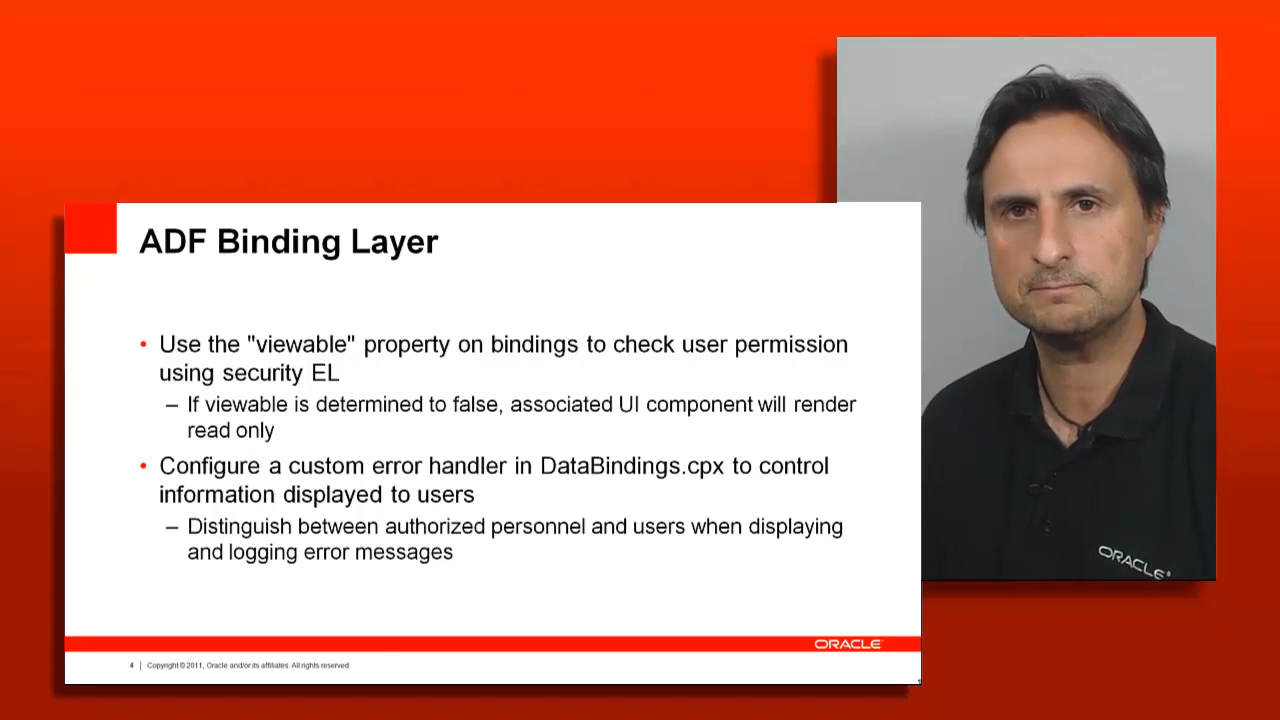 ADF Binding Layer
• Use the "viewable" property on bindings to check user permission
using security EL
– If viewable is determined to false, associated UI component will render
read only
• Configure a custom error handler in DataBindings.cpx to control
information displayed to users
– Distinguish between authorized personnel and users when displaying
and logging error messages
ORACLE
4 | Copyright © 2011, Oracle and/or its affiliates. All rights reserved
ORACLE®